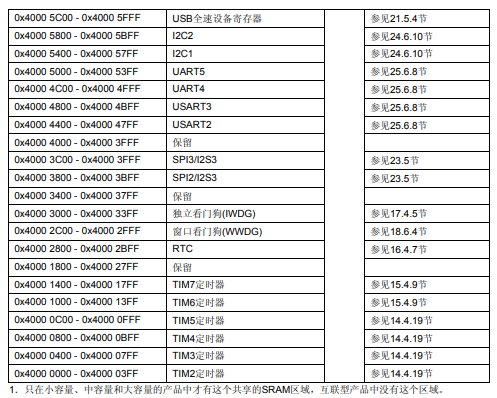 0x4000 5C00 - 0x4000 5FFF USB全速设备寄存器 参见21.5.4节
0x4000 5800 - 0x4000 5BFF I2C2 参见24.6.10节
0x4000 5400 - 0x4000 57FF I2C1 参见24.6.10节
0x4000 5000 - 0x4000 53FF UART5 参见25.6.8节
0x4000 4C00 - 0x4000 4FFF UART4 参见25.6.8节
0x4000 4800 - 0x4000 4BFF USART3 参见25.6.8节
0x4000 4400 - 0x4000 47FF USART2 参见25.6.8节
0x4000 4000 - 0x4000 3FFF 保留
0x4000 3C00 - 0x4000 3FFF SPI3/I2S3 参见23.5节
0x4000 3800 - 0x4000 3BFF SPI2/I2S3 参见23.5节
0x4000 3400 - 0x4000 37FF 保留
0x4000 3000 - 0x4000 33FF 独立看门狗(IWDG) 参见17.4.5节
0x4000 2C00 - 0x4000 2FFF 窗口看门狗(WWDG) 参见18.6.4节
0x4000 2800 - 0x4000 2BFF RTC 参见16.4.7节
0x4000 1800 - 0x4000 27FF 保留
0x4000 1400 - 0x4000 17FF TIM7定时器 参见15.4.9节
0x4000 1000 - 0x4000 13FF TIM6定时器 参见15.4.9节
0x4000 0C00 - 0x4000 0FFF TIM5定时器 参见14.4.19节
0x4000 0800 - 0x4000 0BFF TIM4定时器 参见14.4.19节
0x4000 0400 - 0x4000 07FF TIM3定时器 参见14.4.19节
0x4000 0000 - 0x4000 03FF TIM2定时器 参见14.4.19节
1. 只在小容量、中容量和大容量的产品中才有这个共享的SRAM区域，互联型产品中没有这个区域。